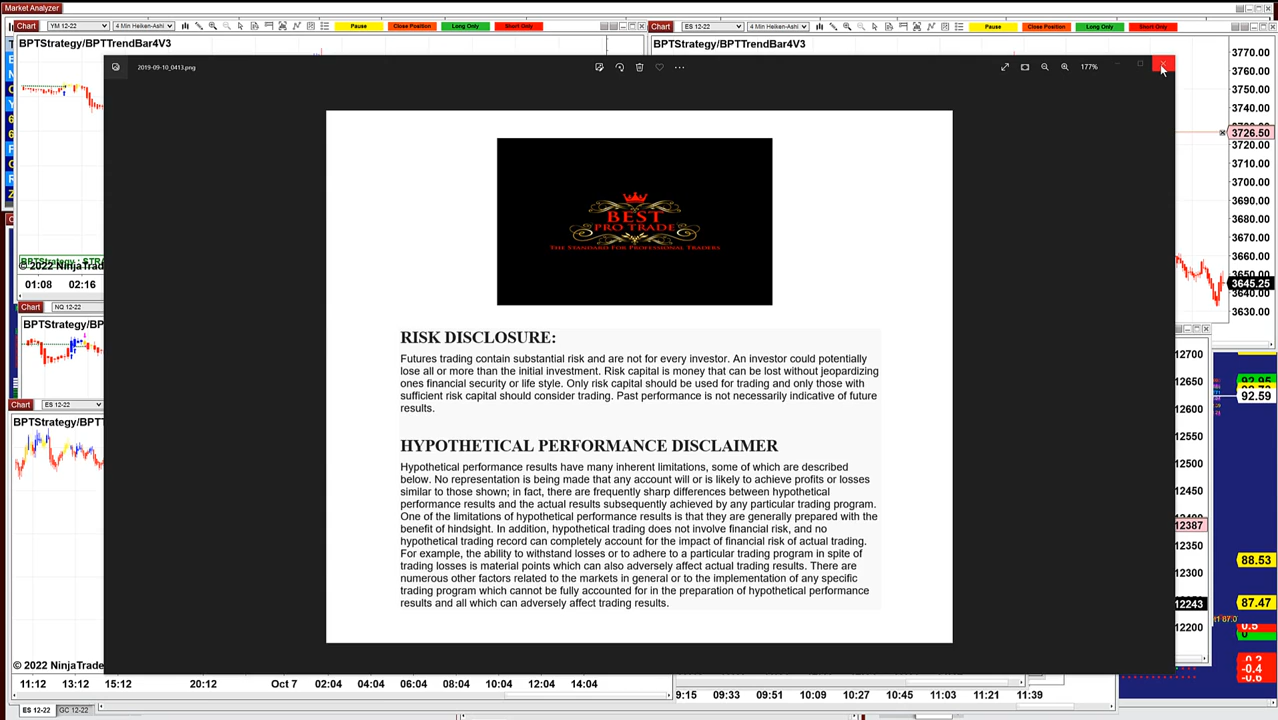 Market Analyzer
Chart YM 12-22 4 Min Heiken-Ashi Pause Close Position Long Only Short Only
Chart ES 12-22 4 Min Heiken-Ashi Pause Close Position Long Only Short Only
BPTStrategy/BPTTrendBar4V3
BPTStrategy/BPTTrendBar4V3
2019-09-10_0413.png
177%
BEST
PRO TRADE
THE STANDARD FOR PROFESSIONAL TRADERS
RISK DISCLOSURE:
Futures trading contain substantial risk and are not for every investor. An investor could potentially
lose all or more than the initial investment. Risk capital is money that can be lost without jeopardizing
ones financial security or life style. Only risk capital should be used for trading and only those with
sufficient risk capital should consider trading. Past performance is not necessarily indicative of future
results.
HYPOTHETICAL PERFORMANCE DISCLAIMER
Hypothetical performance results have many inherent limitations, some of which are described
below. No representation is being made that any account will or is likely to achieve profits or losses
similar to those shown; in fact, there are frequently sharp differences between hypothetical
performance results and the actual results subsequently achieved by any particular trading program.
One of the limitations of hypothetical performance results is that they are generally prepared with the
benefit of hindsight. In addition, hypothetical trading does not involve financial risk, and no
hypothetical trading record can completely account for the impact of financial risk of actual trading.
For example, the ability to withstand losses or to adhere to a particular trading program in spite of
trading losses is material points which can also adversely affect actual trading results. There are
numerous other factors related to the markets in general or to the implementation of any specific
trading program which cannot be fully accounted for in the preparation of hypothetical performance
results and all which can adversely affect trading results.
© 2022 NinjaTrad
01:08 02:16
Chart NQ 12-22
BPTStrategy/BP
Chart ES 12-22
BPTStrategy/BPTT
© 2022 NinjaTrade
11:12 13:12 15:12 20:12 Oct 7 02:04 04:04 06:04 08:04 10:04 12:04 14:04
9:15 09:33 09:51 10:09 10:27 10:45 11:03 11:21 11:39
ES 12-22 GC 12-22
3770.00
3760.00
3750.00
3740.00
3726.50
3720.00
3710.00
3700.00
3690.00
3680.00
3670.00
3660.00
3645.25
3640.00
3630.00
12700
12650
12600
12550
12500
12450
12387
12350
12300
12243
12200
92.95
92.59
88.53
87.47
0.5
0
-0.2
-0.4
-0.6